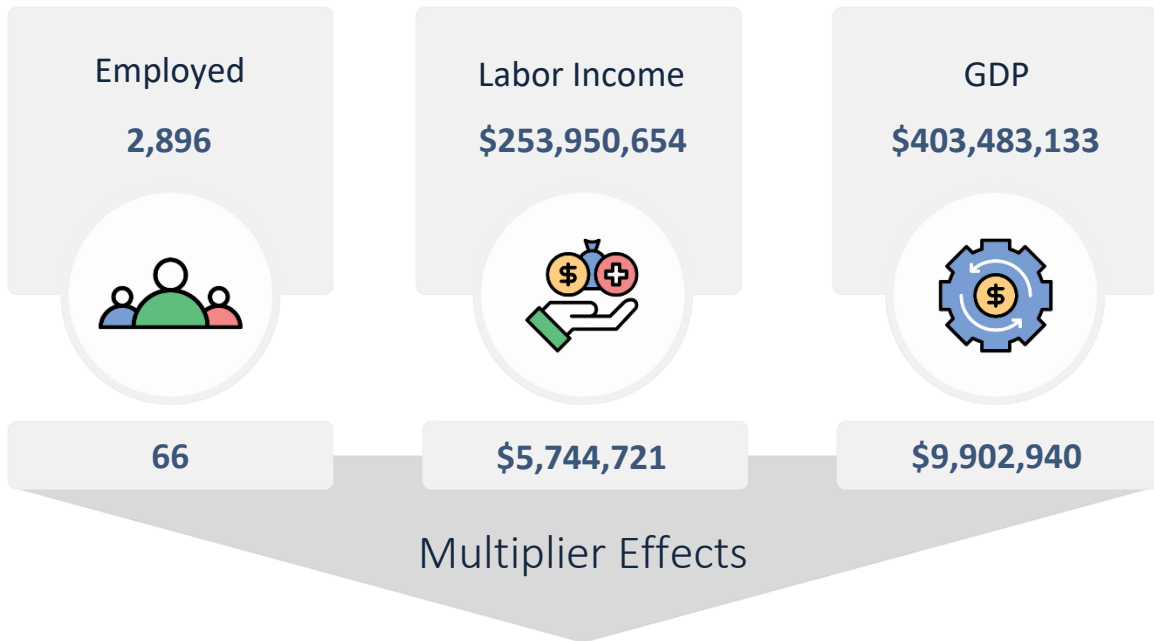 Employed
2,896
Labor Income
$253,950,654
GDP
$403,483,133
$
$
66
$5,744,721
$9,902,940
Multiplier Effects